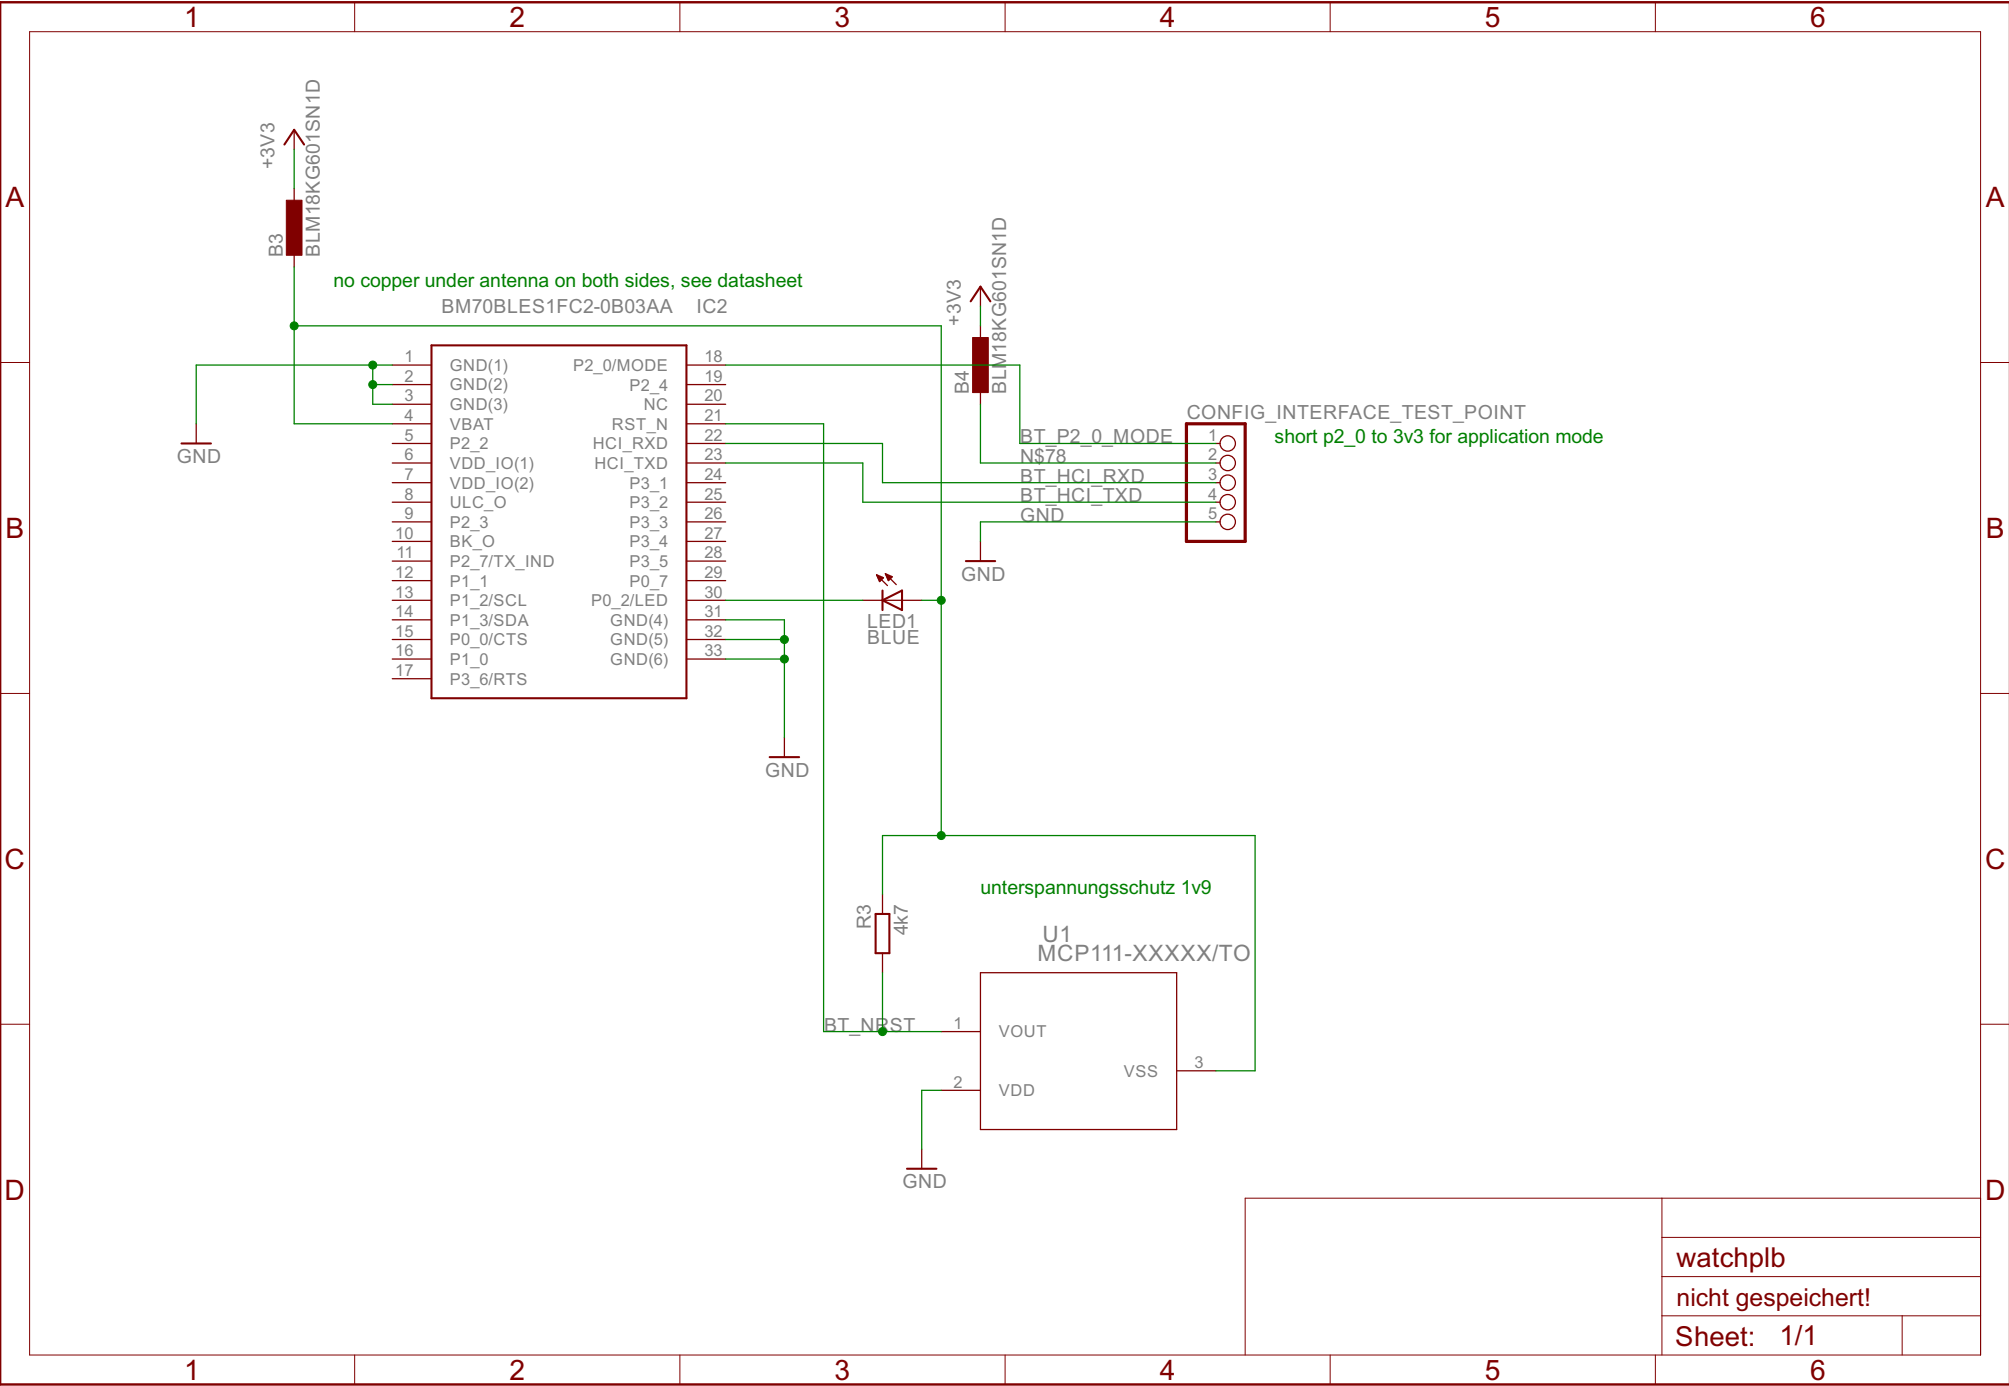 1 2 3 4 5 6
A A
+3V3
BLM18KG601SN1D
B3
no copper under antenna on both sides, see datasheet
BM70BLES1FC2-0B03AA IC2
+3V3
BLM18KG601SN1D
B4
1 GND(1) P2_0/MODE 18
2 GND(2) P2_4 19
3 GND(3) NC 20
4 VBAT RST_N 21
5 P2_2 HCI_RXD 22
6 VDD_IO(1) HCI_TXD 23
7 VDD_IO(2) P3_1 24
8 ULC_O P3_2 25
9 P2_3 P3_3 26
10 BK_O P3_4 27
11 P2_7/TX_IND P3_5 28
12 P1_1 P0_7 29
13 P1_2/SCL P0_2/LED 30
14 P1_3/SDA GND(4) 31
15 P0_0/CTS GND(5) 32
16 P1_0 GND(6) 33
17 P3_6/RTS
GND
CONFIG_INTERFACE_TEST_POINT
short p2_0 to 3v3 for application mode
BT_P2_0_MODE 1
N$78 2
BT_HCI_RXD 3
BT_HCI_TXD 4
GND 5
B B
GND
LED1
BLUE
GND
C C
unterspannungsschutz 1v9
R3
4k7
U1
MCP111-XXXXX/TO
BT_NRST 1 VOUT
VSS 3
2 VDD
GND
D D
watchplb
nicht gespeichert!
Sheet: 1/1
1 2 3 4 5 6